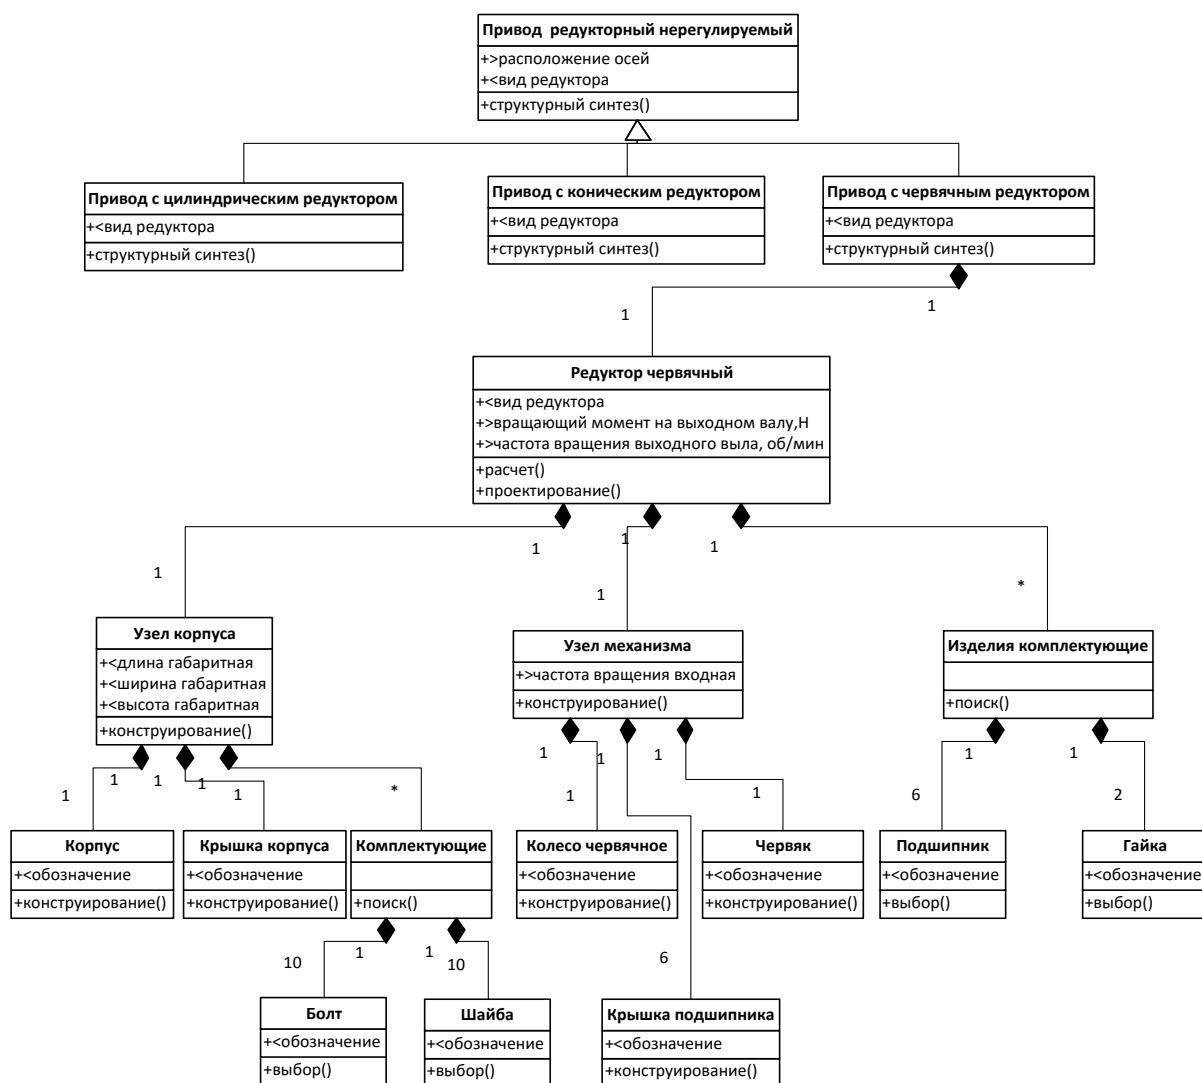 Привод  редукторный нерегулируемый
+>расположение осей
+<вид редуктора
+структурный синтез()
Привод с цилиндрическим редуктором
+<вид редуктора
+структурный синтез()
Привод с коническим редуктором
+<вид редуктора
+структурный синтез()
Привод с червячным редуктором
+<вид редуктора
+структурный синтез()
1
1
Редуктор червячный
+<вид редуктора
+>вращающий момент на выходном валу,Н
+>частота вращения выходного выла, об/мин
+расчет()
+проектирование()
1
1
1
1
1
*
Узел корпуса
+<длина габаритная
+<ширина габаритная
+<высота габаритная
+конструирование()
Узел механизма
+>частота вращения входная
+конструирование()
Изделия комплектующие
+поиск()
1
1
1
1
1
*
1
1
1
1
1
1
1
6
2
Корпус
+<обозначение
+конструирование()
Крышка корпуса
+<обозначение
+конструирование()
Комплектующие
+поиск()
Колесо червячное
+<обозначение
+конструирование()
Червяк
+<обозначение
+конструирование()
Подшипник
+<обозначение
+выбор()
Гайка
+<обозначение
+выбор()
1
1
10
10
6
Болт
+<обозначение
+выбор()
Шайба
+<обозначение
+выбор()
Крышка подшипника
+<обозначение
+конструирование()